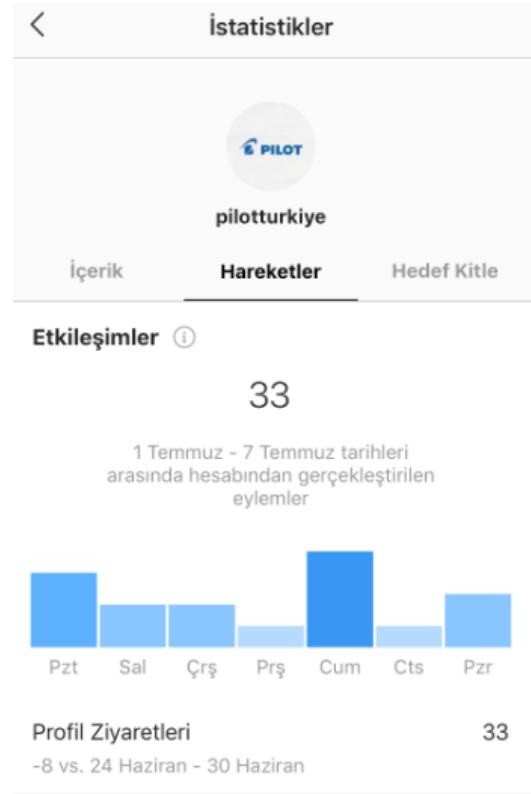 İstatistikler
PILOT
pilotturkiye
İçerik Hareketler Hedef Kitle
Etkileşimler
33
1 Temmuz - 7 Temmuz tarihleri
arasında hesabından gerçekleştirilen
eylemler
Pzt Sal Çrş Prş Cum Cts Pzr
Profil Ziyaretleri 33
-8 vs. 24 Haziran - 30 Haziran